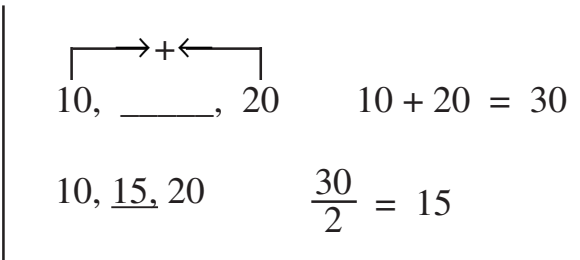 +
10, _____, 20 10 + 20 = 30
10, 15, 20 30/2 = 15